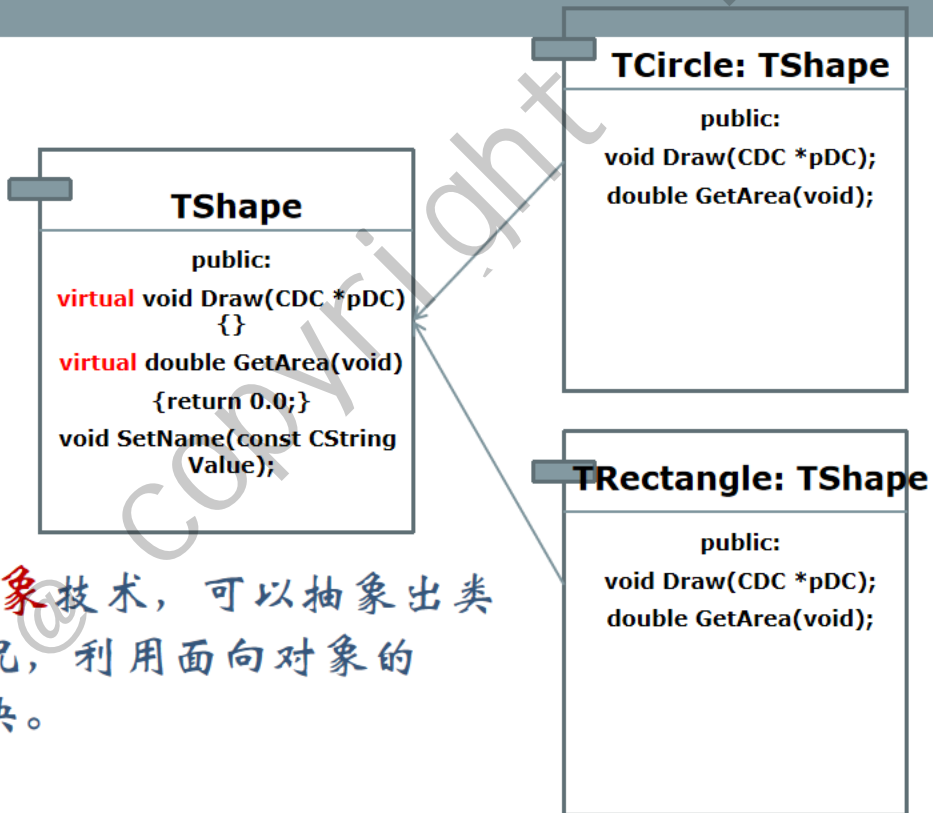 TShape
public:
virtual void Draw(CDC *pDC)
{}
virtual double GetArea(void)
{return 0.0;}
void SetName(const CString
Value);
TCircle: TShape
public:
void Draw(CDC *pDC);
double GetArea(void);
TRectangle: TShape
public:
void Draw(CDC *pDC);
double GetArea(void);
象技术，可以抽象出类
，利用面向对象的
。
@ copyright